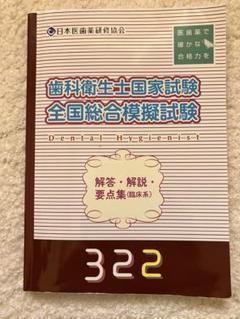 日本医歯薬研修協会
医歯薬で
確かな
合格力を
歯科衛生士国家試験
全国総合模擬試験
Dental Hygienist
解答・解説・
要点集(臨床系)
322